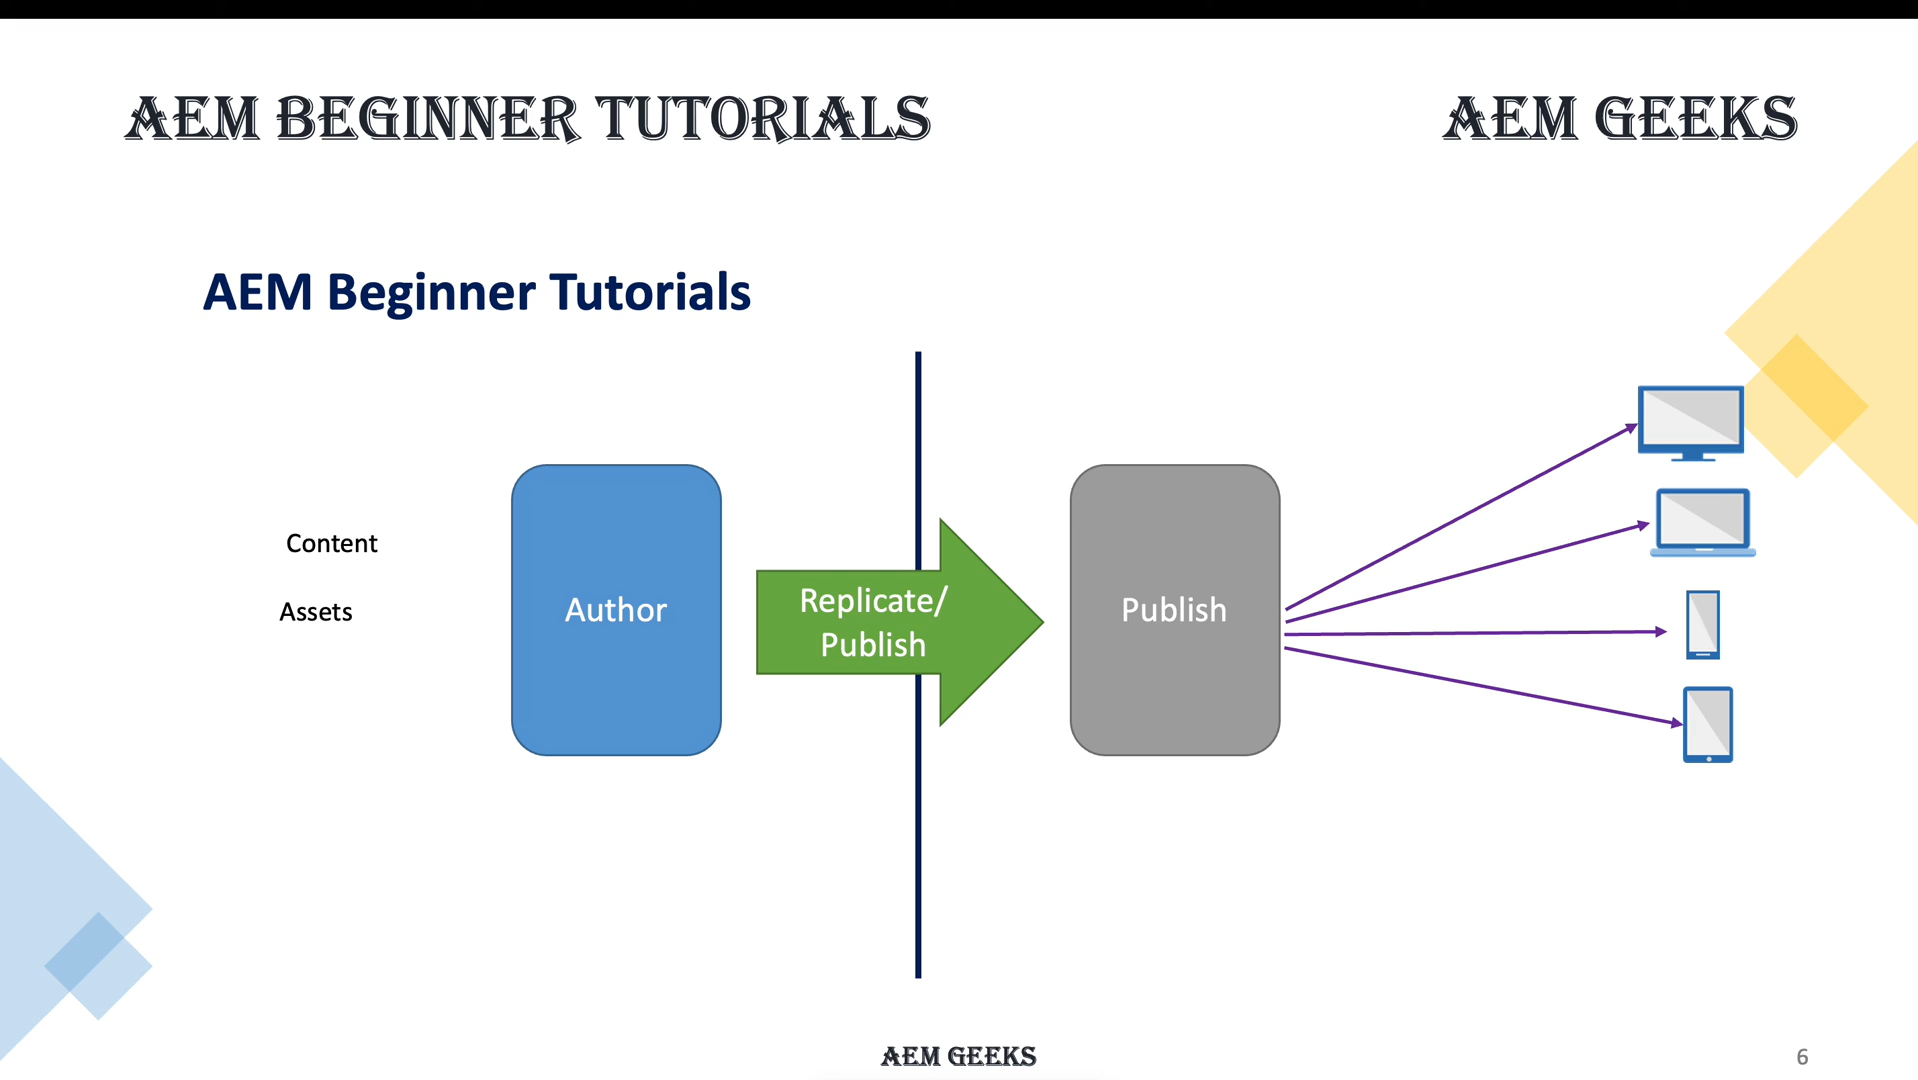 AEM BEGINNER TUTORIALS
AEM GEEKS
AEM Beginner Tutorials
Content
Assets
Author
Replicate/
Publish
Publish
AEM GEEKS
6